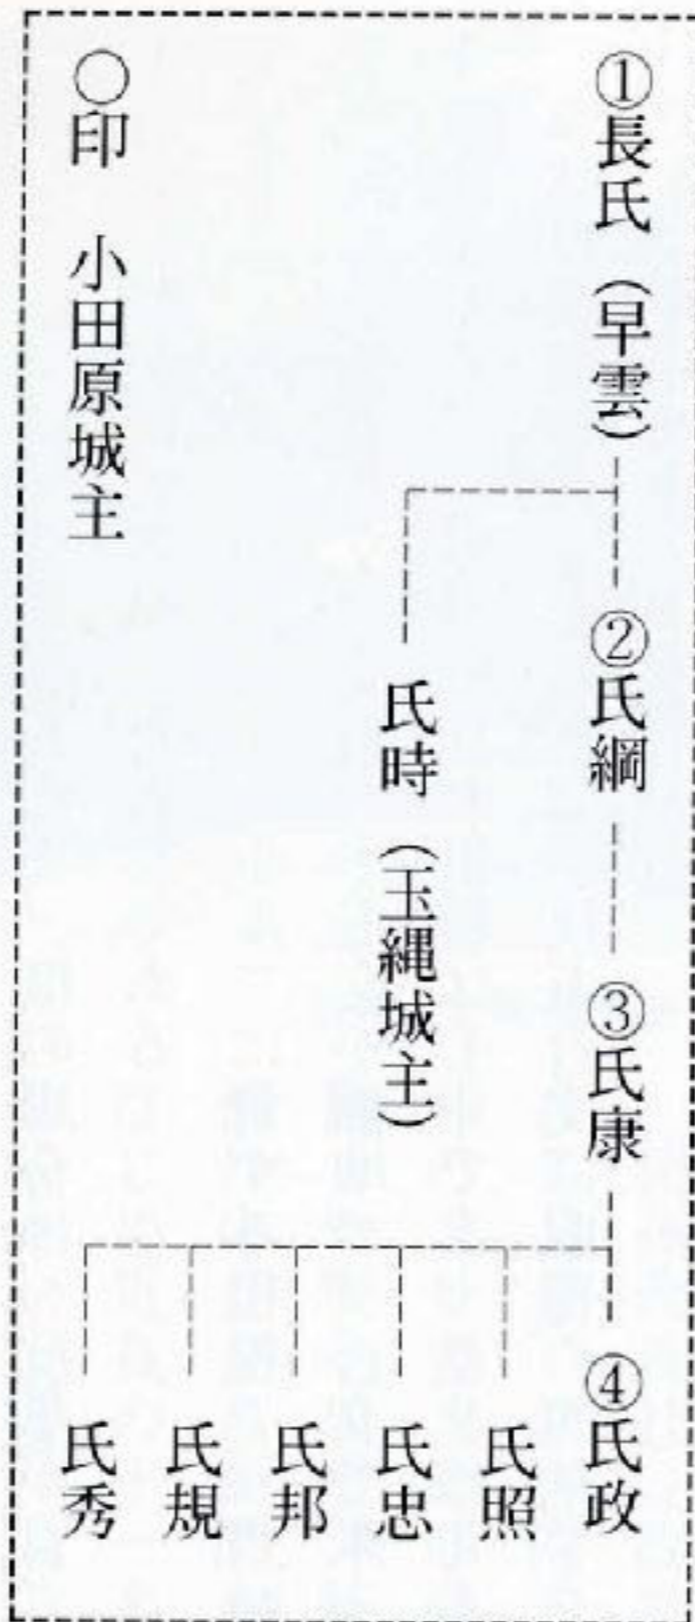 ①長氏（早雲）
②氏綱
③氏康
④氏政
氏時（玉縄城主）
氏照
氏忠
氏邦
氏規
氏秀
○印　小田原城主